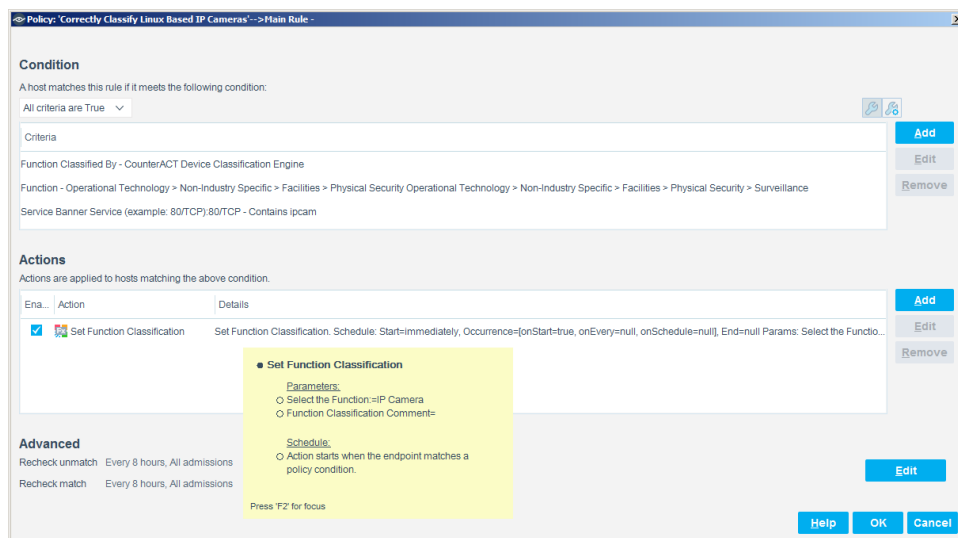 Policy: 'Correctly Classify Linux Based IP Cameras'-->Main Rule -
Condition
A host matches this rule if it meets the following condition:
All criteria are True
Criteria
Add
Function Classified By - CounterACT Device Classification Engine
Edit
Function - Operational Technology > Non-Industry Specific > Facilities > Physical Security Operational Technology > Non-Industry Specific > Facilities > Physical Security > Surveillance
Remove
Service Banner Service (example: 80/TCP):80/TCP - Contains ipcam
Actions
Actions are applied to hosts matching the above condition.
Ena... Action Details
Add
Set Function Classification Set Function Classification. Schedule: Start=immediately, Occurrence=[onStart=true, onEvery=null, onSchedule=null], End=null Params: Select the Functio...
Edit
Remove
Set Function Classification
Parameters:
Select the Function:=IP Camera
Function Classification Comment=
Schedule:
Action starts when the endpoint matches a
policy condition.
Press 'F2' for focus
Advanced
Recheck unmatch Every 8 hours, All admissions
Edit
Recheck match Every 8 hours, All admissions
Help OK Cancel